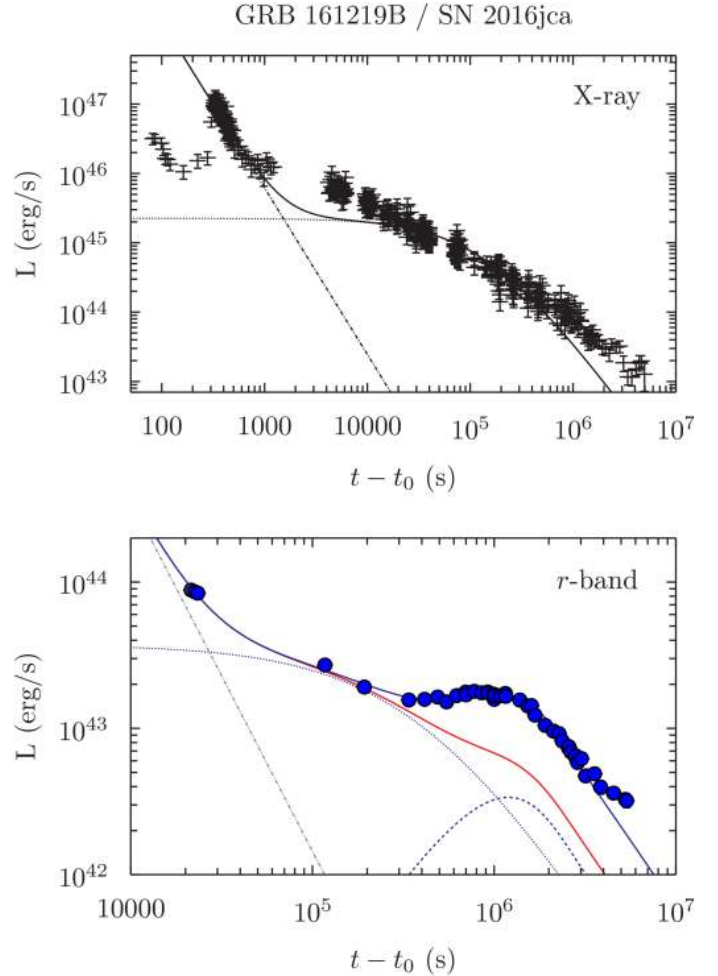 GRB 161219B / SN 2016jca
X-ray
10^47
10^46
10^45
10^44
10^43
L (erg/s)
100 1000 10000 10^5 10^6 10^7
t − t_0 (s)
r-band
10^44
10^43
10^42
L (erg/s)
10000 10^5 10^6 10^7
t − t_0 (s)